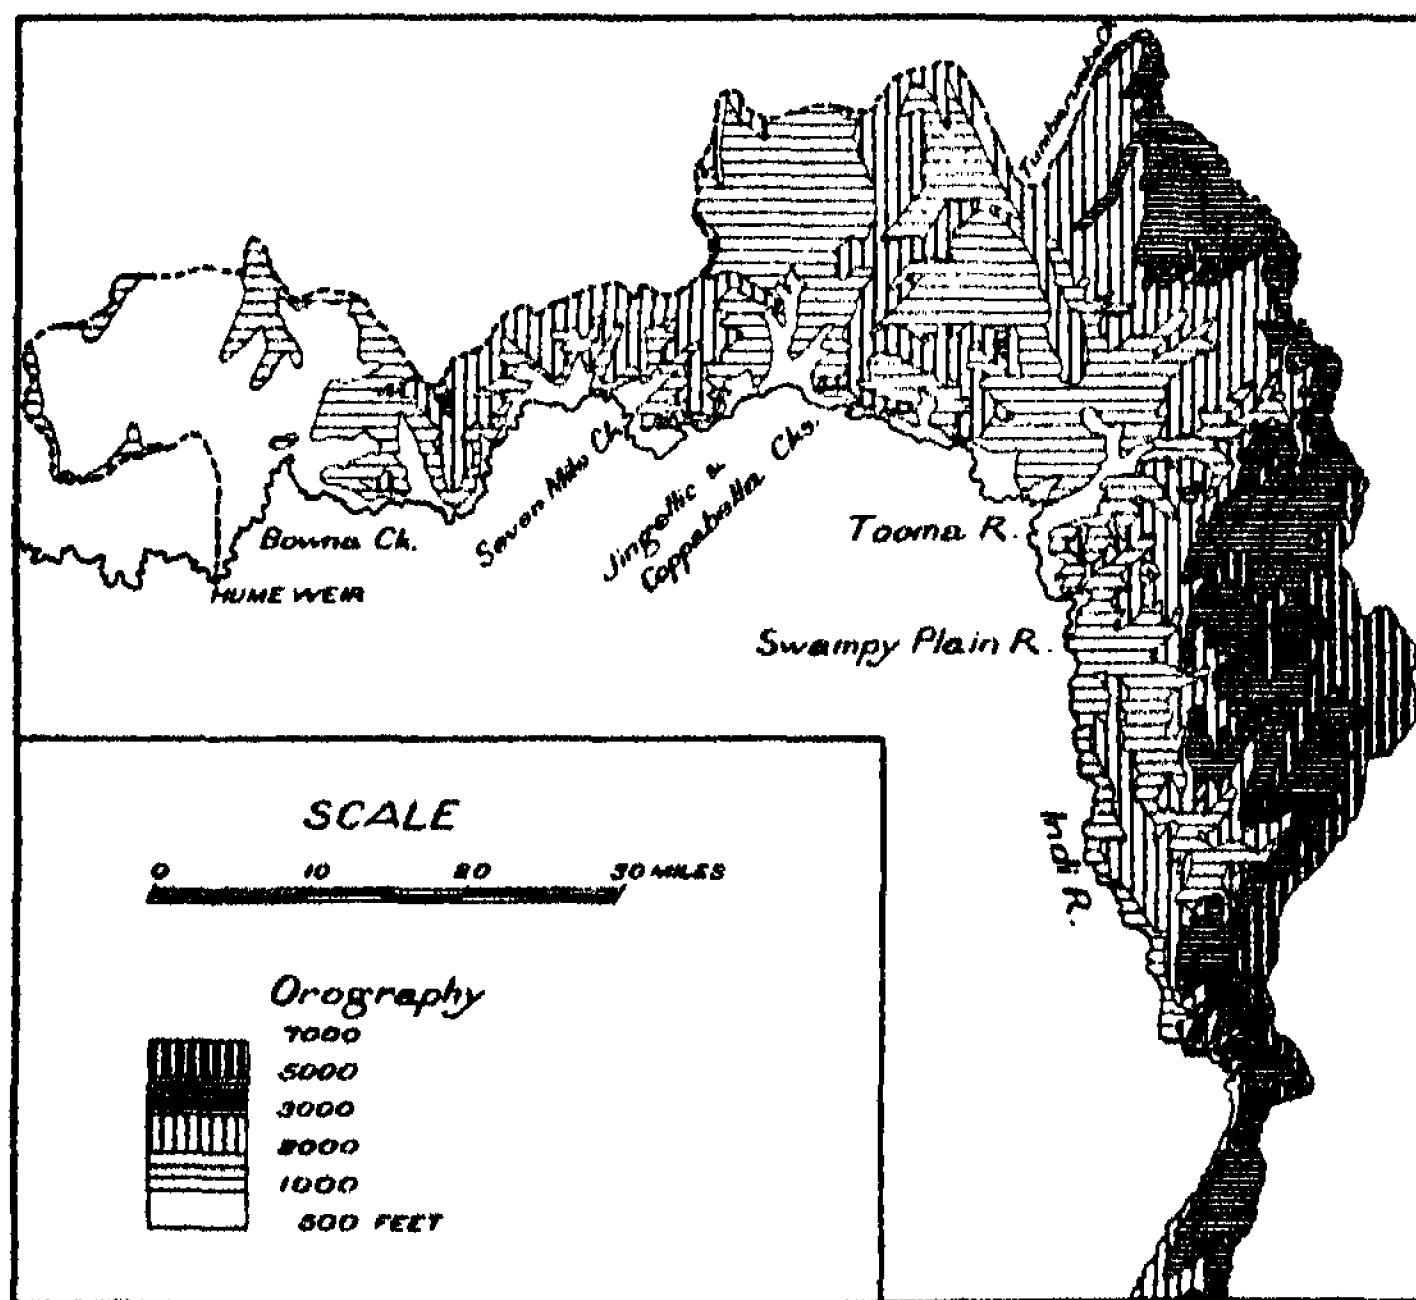 Bowna Ck.
HUME WEIR
Seven Mile Ck.
Jingellic &
Coppabella Cks.
Tooma R.
Swampy Plain R.
Indi R.
SCALE
0 10 20 30 MILES
Orography
7000
5000
3000
2000
1000
500 FEET